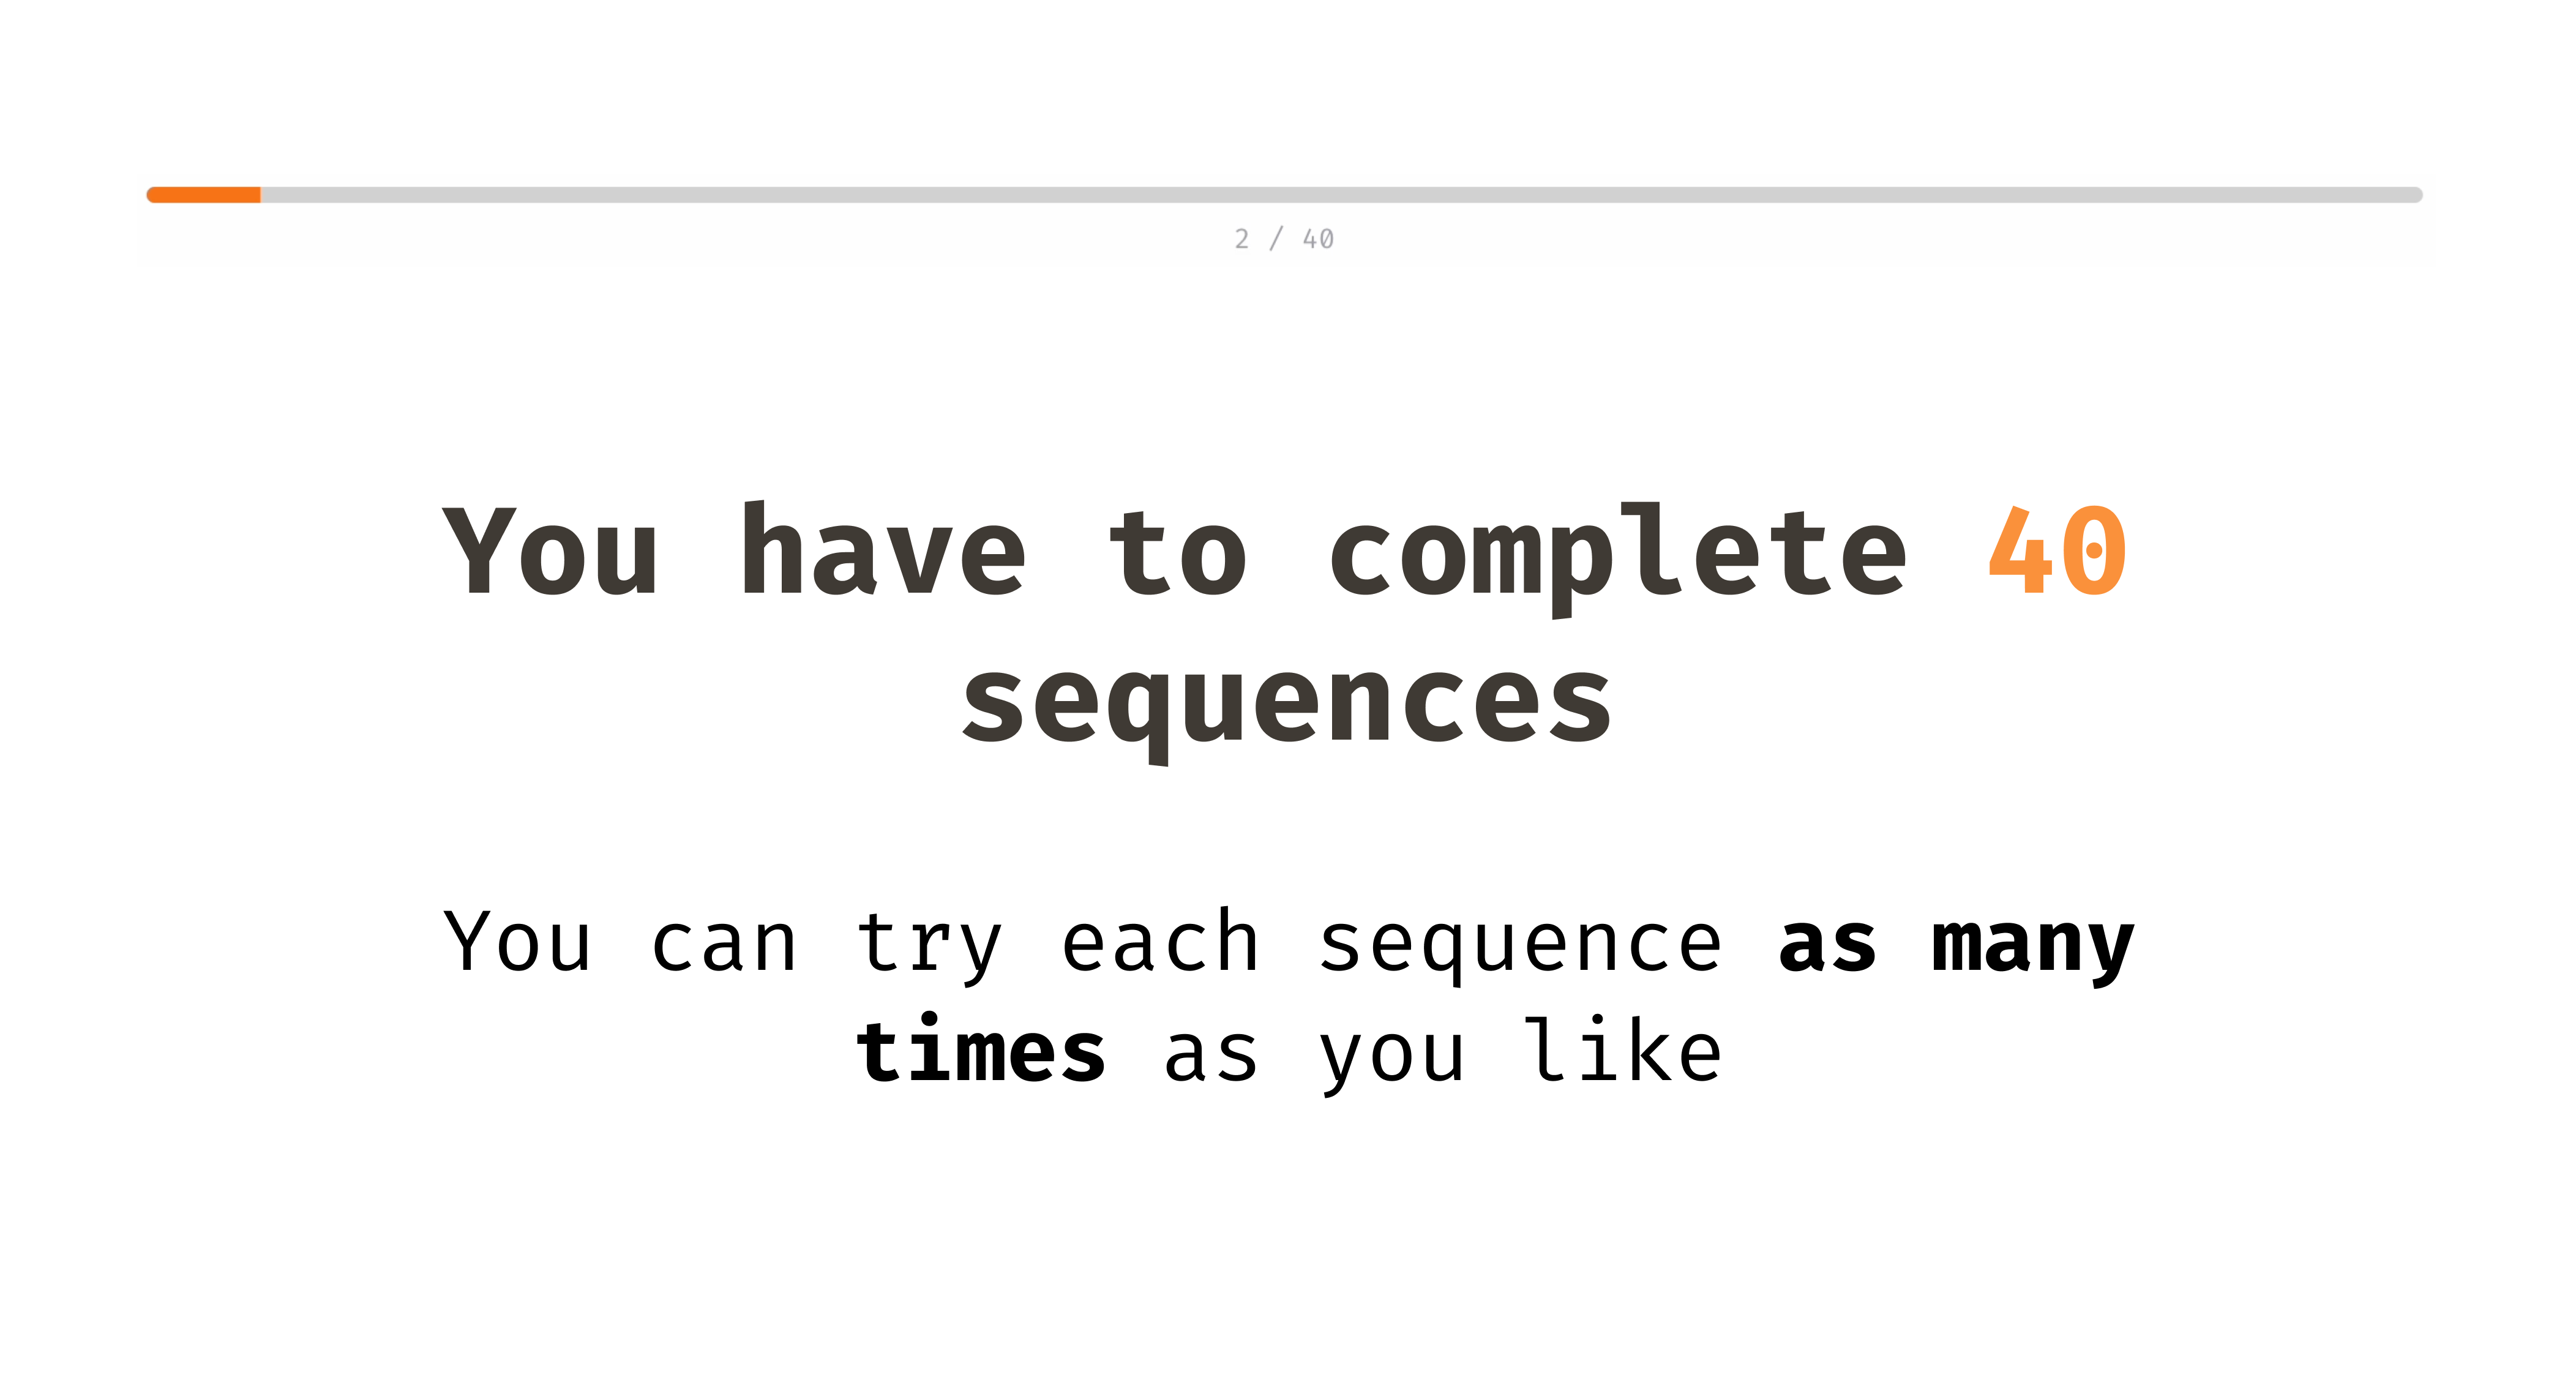 2 / 40
You have to complete 40
sequences
You can try each sequence as many
times as you like